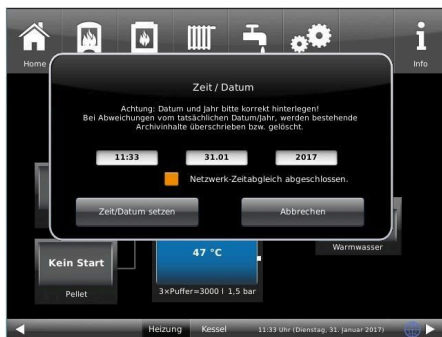 Home
Info
Zeit / Datum
Achtung: Datum und Jahr bitte korrekt hinterlegen!
Bei Abweichungen vom tatsächlichen Datum/Jahr, werden bestehende
Archivinhalte überschrieben bzw. gelöscht.
11:33
31.01
2017
Netzwerk-Zeitabgleich abgeschlossen.
Zeit/Datum setzen
Abbrechen
Kein Start
Pellet
47 °C
3xPuffer=3000 l 1,5 bar
Warmwasser
Heizung
Kessel
11:33 Uhr (Dienstag, 31. Januar 2017)